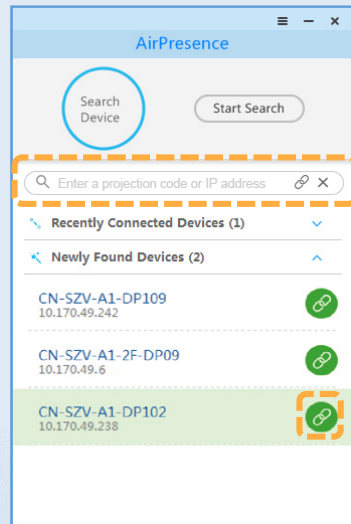 AirPresence
Search
Device
Start Search
Enter a projection code or IP address
Recently Connected Devices (1)
Newly Found Devices (2)
CN-SZV-A1-DP109
10.170.49.242
CN-SZV-A1-2F-DP09
10.170.49.6
CN-SZV-A1-DP102
10.170.49.238